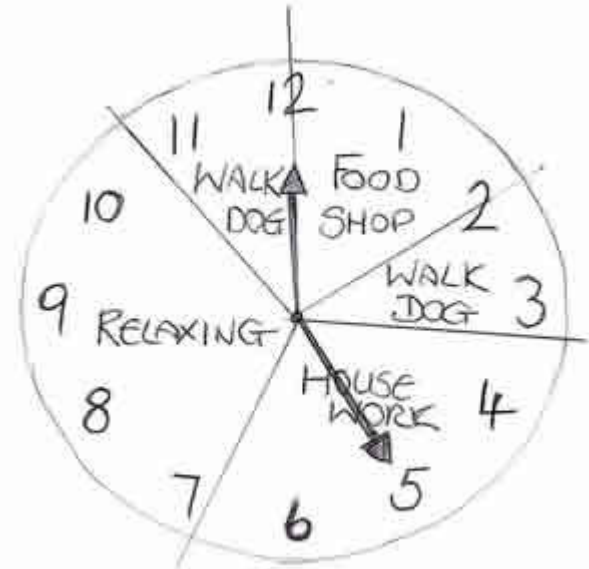 12
11
1
WALK
DOG
FOOD
SHOP
10
2
WALK
DOG
9
RELAXING
3
HOUSE
WORK
8
4
7
5
6